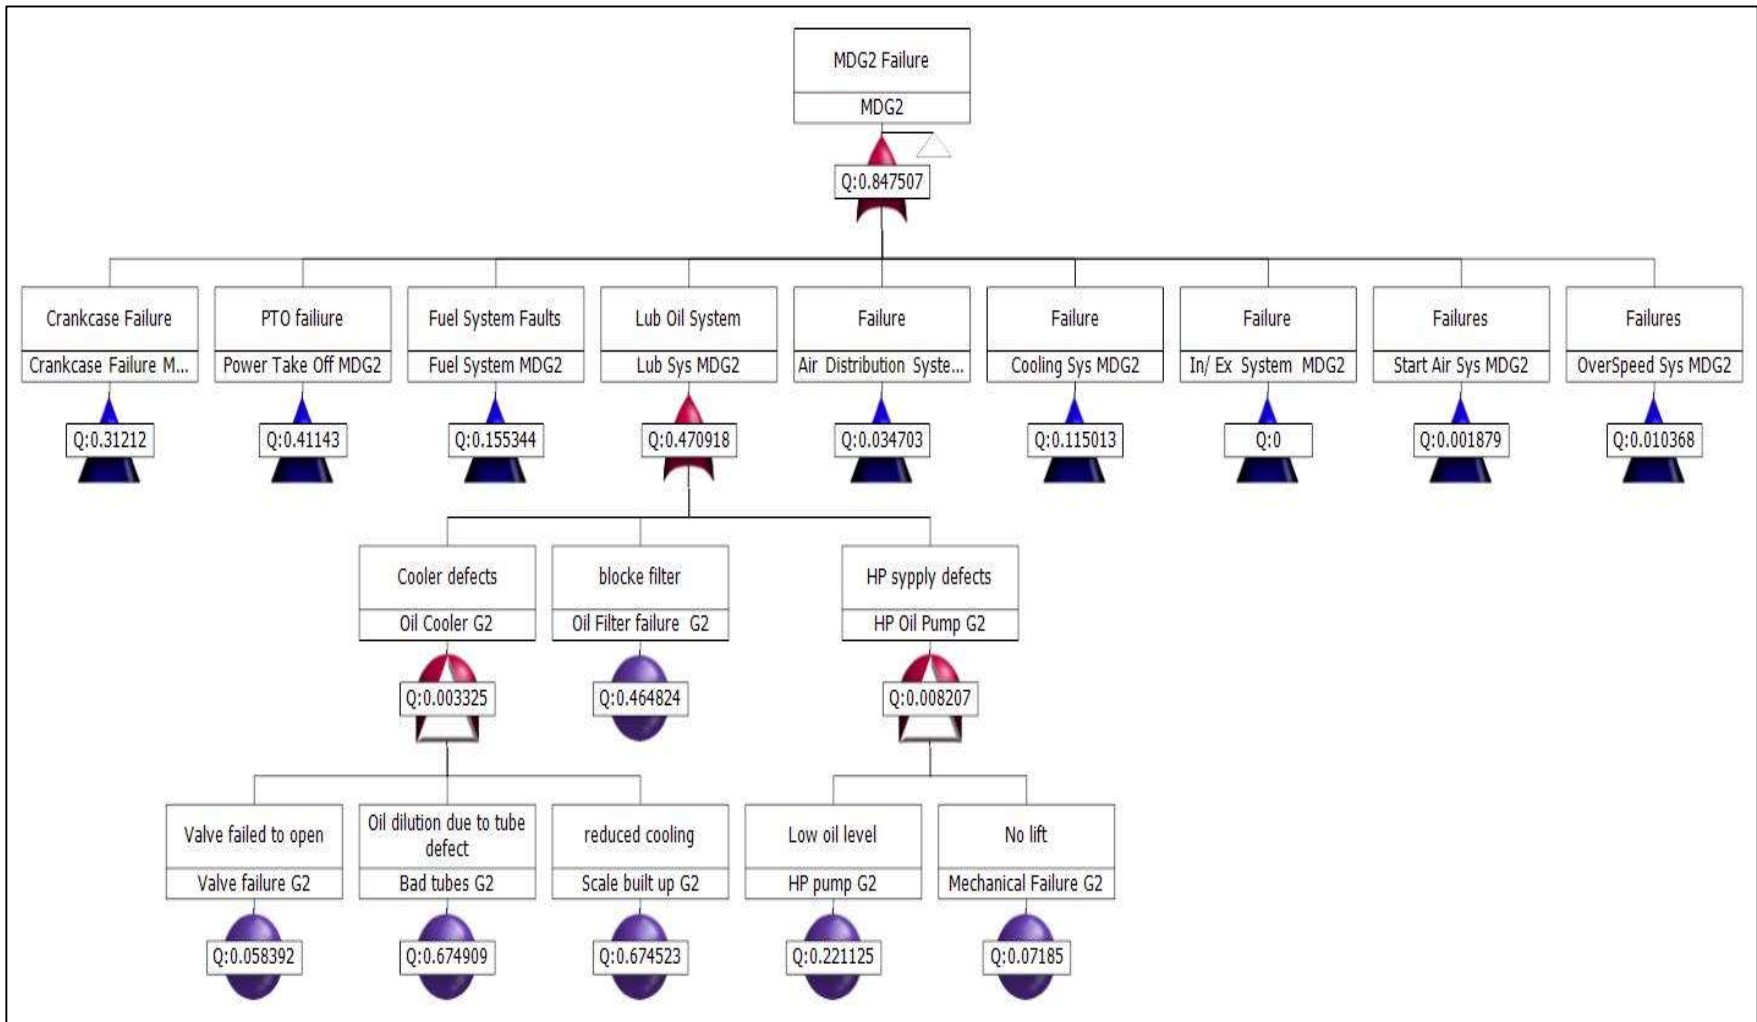 MDG2 Failure
MDG2
Q:0.847507
Crankcase Failure
Crankcase Failure M...
Q:0.31212
PTO failiure
Power Take Off MDG2
Q:0.41143
Fuel System Faults
Fuel System MDG2
Q:0.155344
Lub Oil System
Lub Sys MDG2
Q:0.470918
Failure
Air Distribution Syste...
Q:0.034703
Failure
Cooling Sys MDG2
Q:0.115013
Failure
In/ Ex System MDG2
Q:0
Failures
Start Air Sys MDG2
Q:0.001879
Failures
OverSpeed Sys MDG2
Q:0.010368
Cooler defects
Oil Cooler G2
Q:0.003325
blocke filter
Oil Filter failure G2
Q:0.464824
HP sypply defects
HP Oil Pump G2
Q:0.008207
Valve failed to open
Valve failure G2
Q:0.058392
Oil dilution due to tube
defect
Bad tubes G2
Q:0.674909
reduced cooling
Scale built up G2
Q:0.674523
Low oil level
HP pump G2
Q:0.221125
No lift
Mechanical Failure G2
Q:0.07185